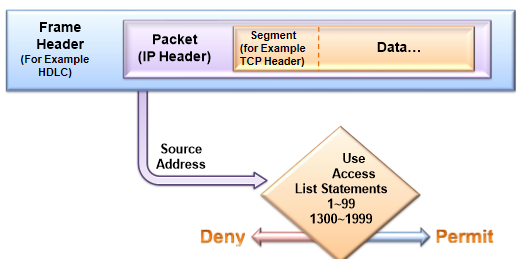 Frame
Header
(For Example
HDLC)
Packet
(IP Header)
Segment
(for Example
TCP Header)
Data...
Source
Address
Use
Access
List Statements
1~99
1300~1999
Deny
Permit